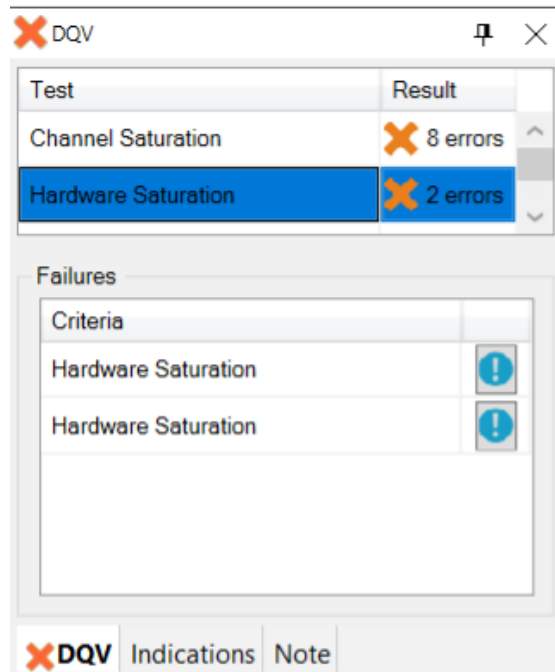 DQV
Test Result
Channel Saturation 8 errors
Hardware Saturation 2 errors
Failures
Criteria
Hardware Saturation
Hardware Saturation
DQV Indications Note